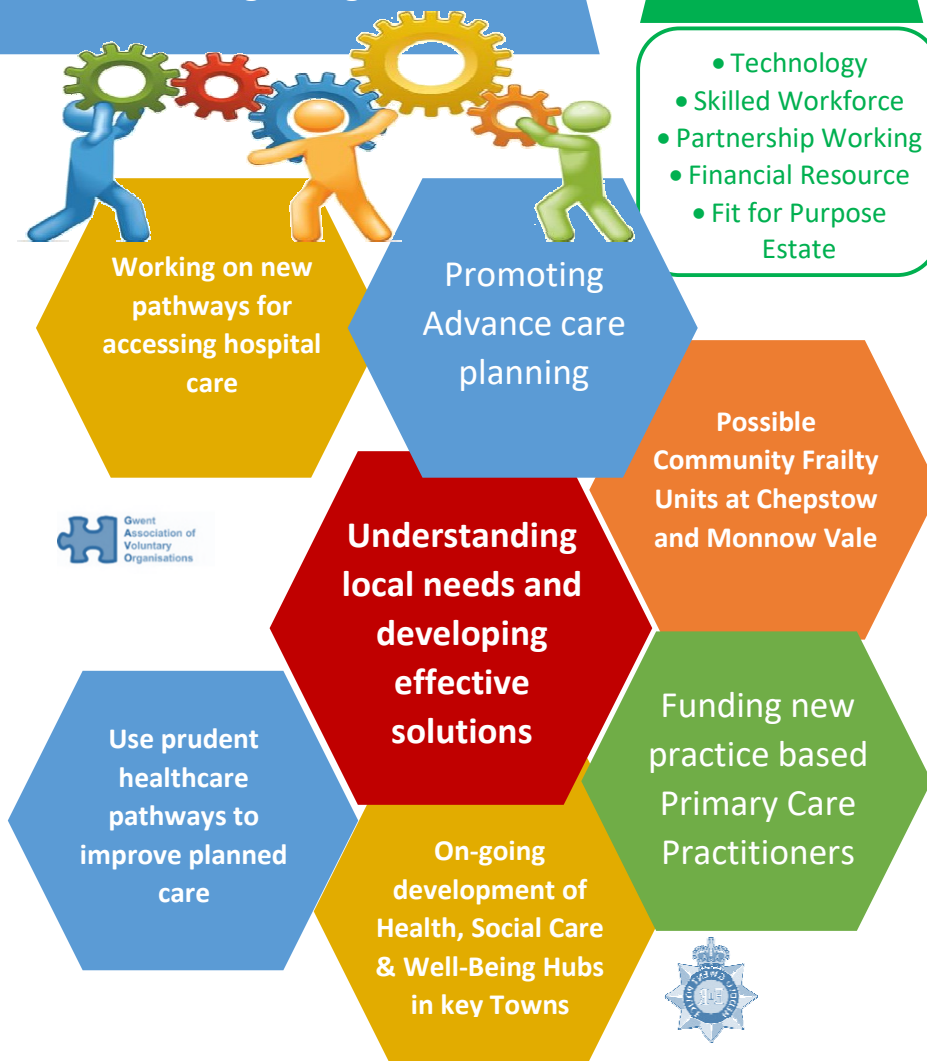 • Technology
• Skilled Workforce
• Partnership Working
• Financial Resource
• Fit for Purpose
Estate
Working on new
pathways for
accessing hospital
care
Promoting
Advance care
planning
Possible
Community Frailty
Units at Chepstow
and Monnow Vale
Gwent
Association of
Voluntary
Organisations
Understanding
local needs and
developing
effective
solutions
Use prudent
healthcare
pathways to
improve planned
care
Funding new
practice based
Primary Care
Practitioners
On-going
development of
Health, Social Care
& Well-Being Hubs
in key Towns